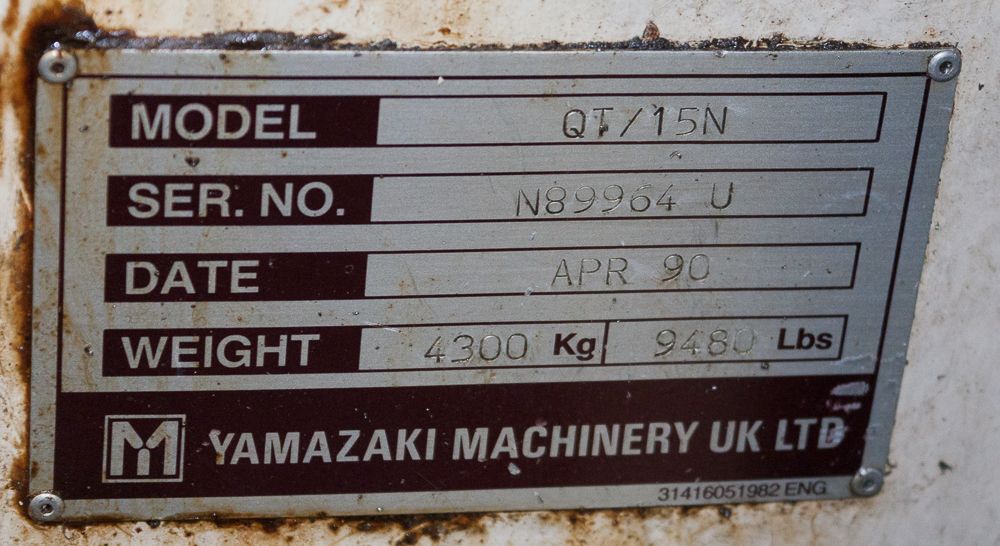 MODEL QT/15N
SER. NO. N89964 U
DATE APR 90
WEIGHT 4300 Kg 9480 Lbs
M YAMAZAKI MACHINERY UK LTD
31416051982 ENG